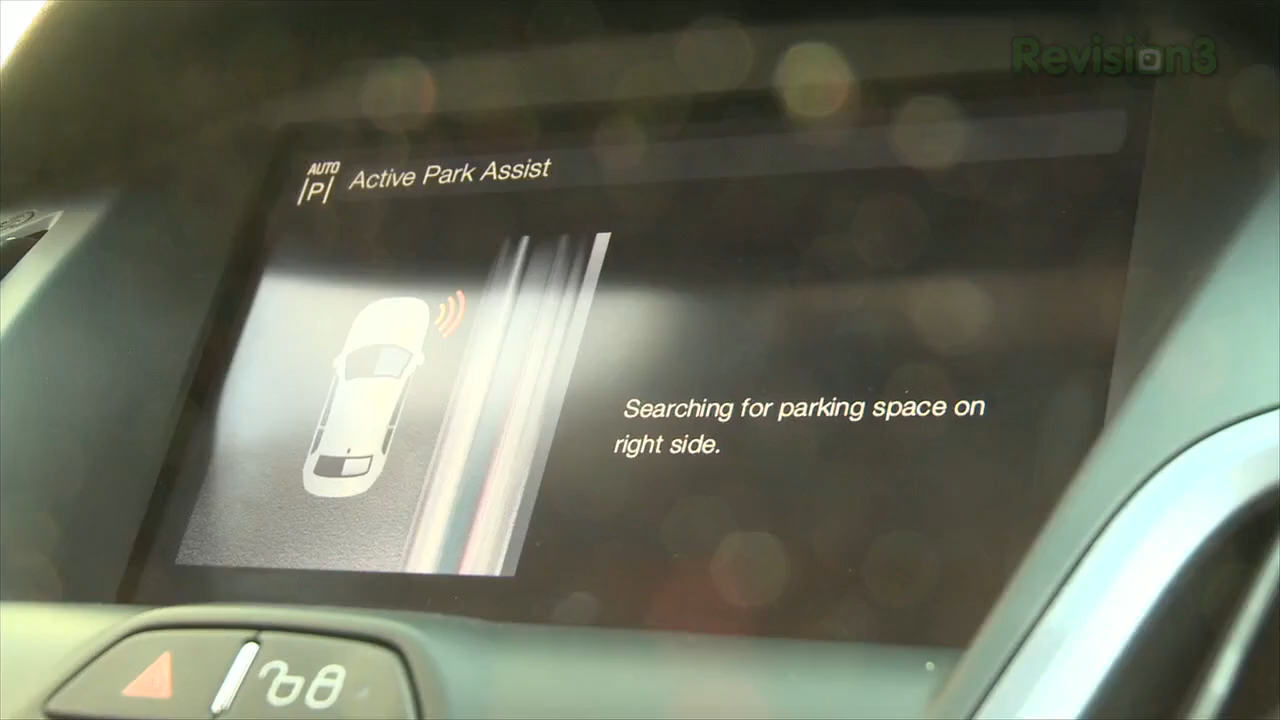 Revision3
AUTO
|P| Active Park Assist
Searching for parking space on
right side.